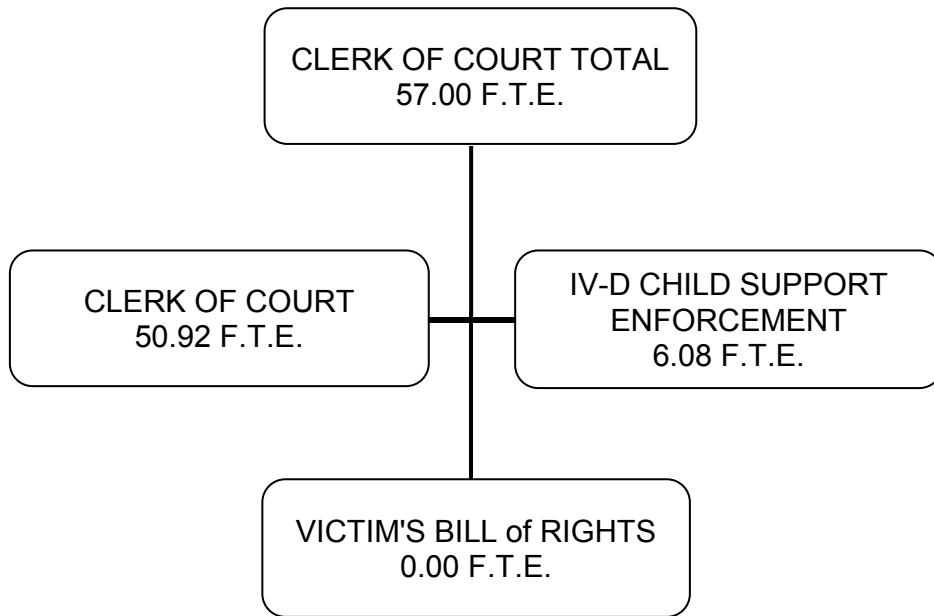 CLERK OF COURT TOTAL
57.00 F.T.E.
CLERK OF COURT
50.92 F.T.E.
IV-D CHILD SUPPORT
ENFORCEMENT
6.08 F.T.E.
VICTIM'S BILL of RIGHTS
0.00 F.T.E.